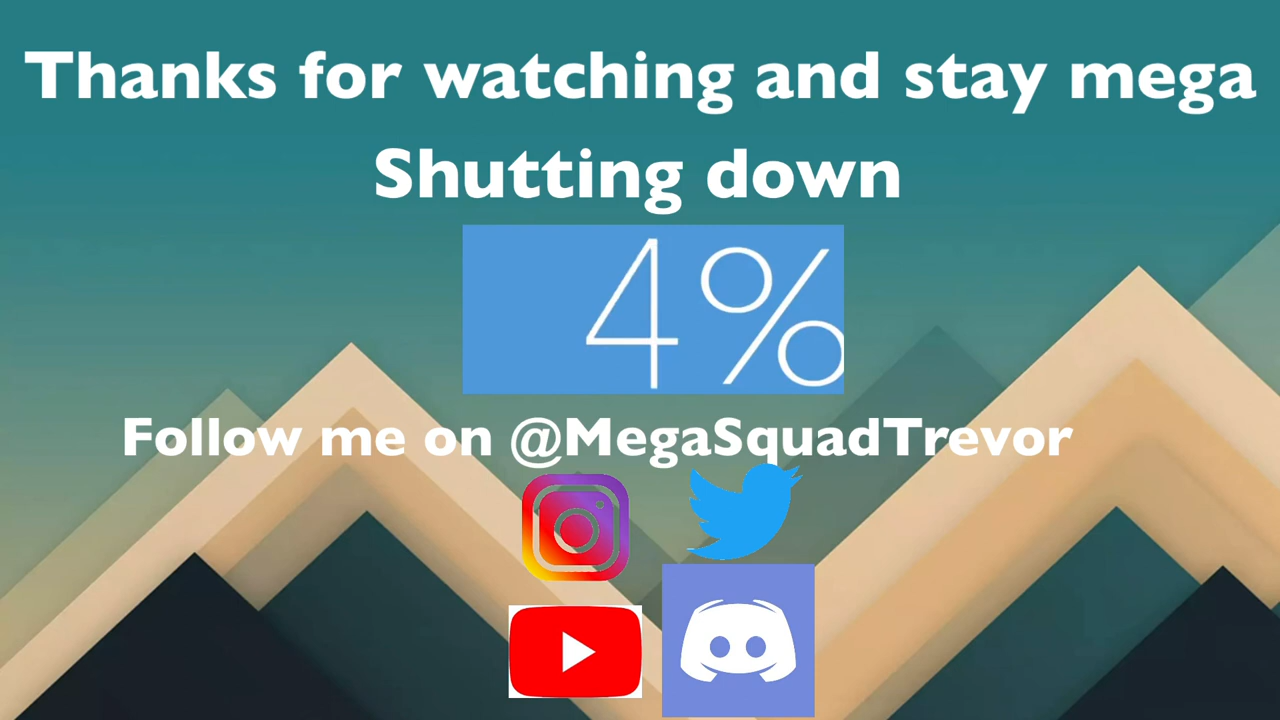 Thanks for watching and stay mega
Shutting down
4%
Follow me on @MegaSquadTrevor